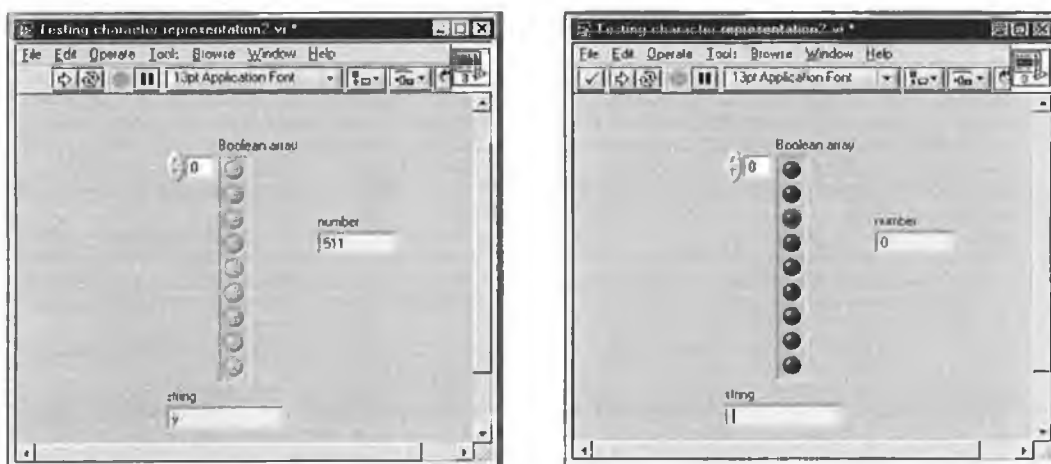 Testing character representation2.vi *
File Edit Operate Tools Browse Window Help
13pt Application Font
Boolean array
0
number
511
string
Testing character representation2.vi *
File Edit Operate Tools Browse Window Help
13pt Application Font
Boolean array
0
number
0
string